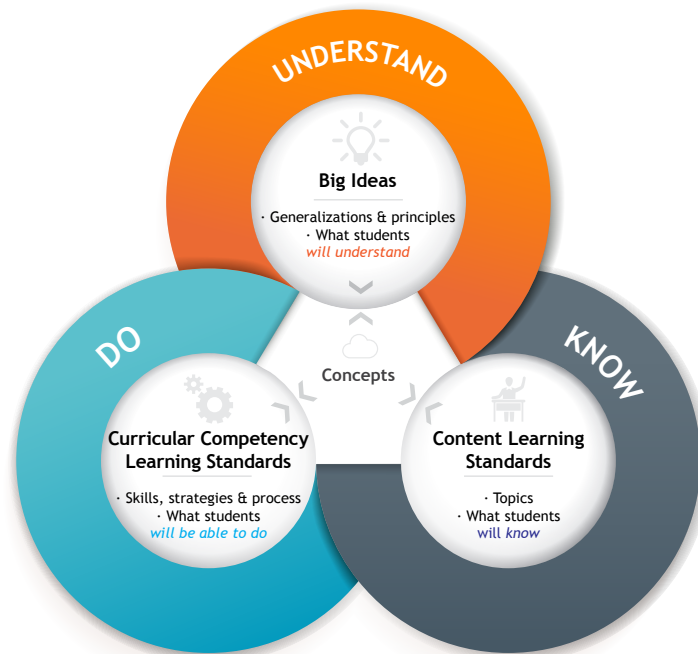 UNDERSTAND
Big Ideas
· Generalizations & principles
· What students
will understand
DO
KNOW
Concepts
Curricular Competency
Learning Standards
· Skills, strategies & process
· What students
will be able to do
Content Learning
Standards
· Topics
· What students
will know